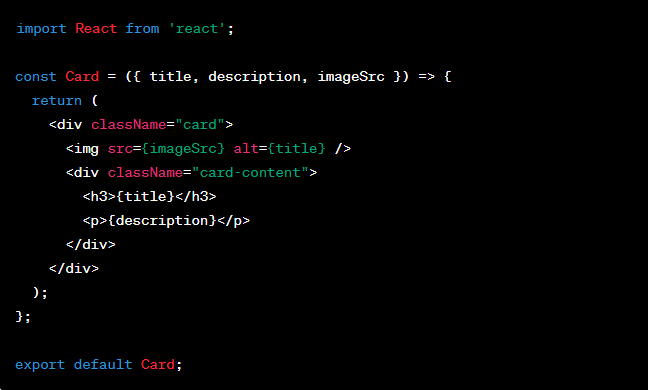 import React from 'react';

const Card = ({ title, description, imageSrc }) => {
  return (
    <div className="card">
      <img src={imageSrc} alt={title} />
      <div className="card-content">
        <h3>{title}</h3>
        <p>{description}</p>
      </div>
    </div>
  );
};

export default Card;